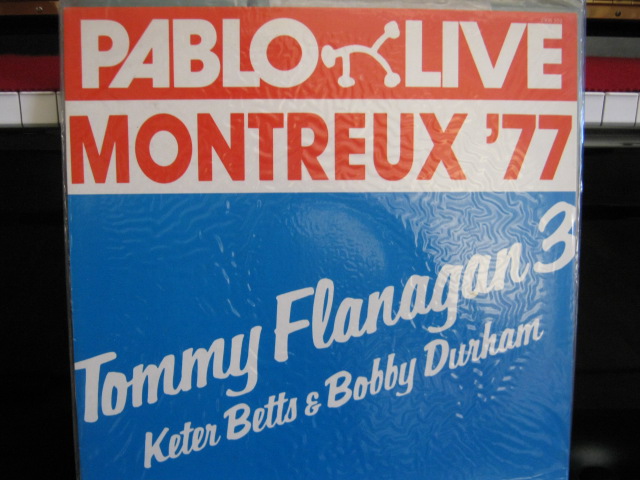 PABLO LIVE
MONTREUX '77
Tommy Flanagan 3
Keter Betts & Bobby Durham